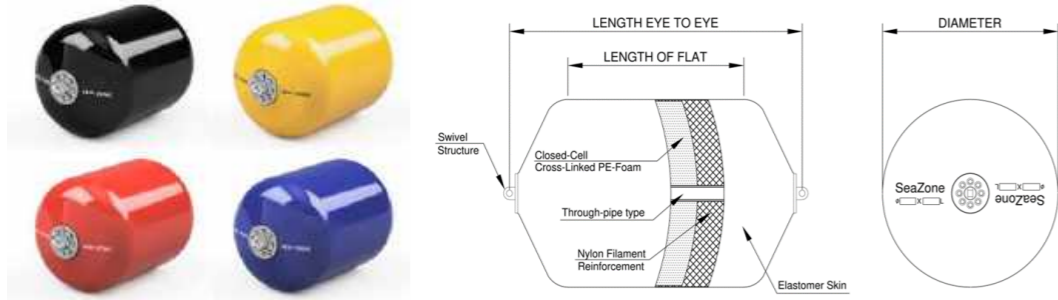 LENGTH EYE TO EYE
LENGTH OF FLAT
Swivel
Structure
Closed-Cell
Cross-Linked PE-Foam
Through-pipe type
Nylon Filament
Reinforcement
Elastomer Skin
DIAMETER
SeaZone
ø X L
SeaZone
ø X L